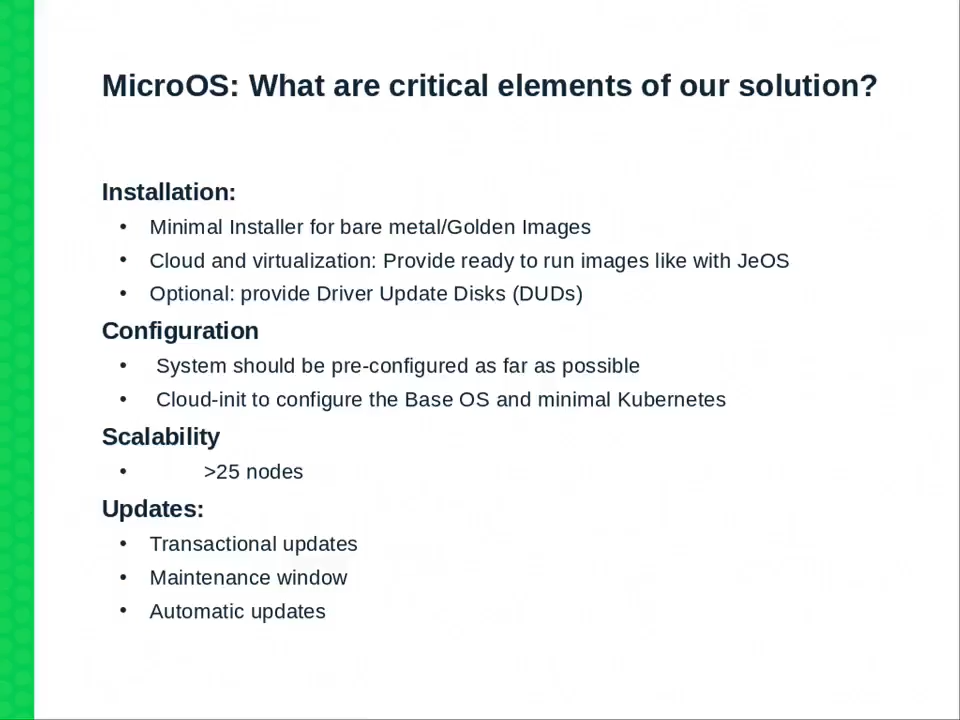 MicroOS: What are critical elements of our solution?
Installation:
• Minimal Installer for bare metal/Golden Images
• Cloud and virtualization: Provide ready to run images like with JeOS
• Optional: provide Driver Update Disks (DUDs)
Configuration
• System should be pre-configured as far as possible
• Cloud-init to configure the Base OS and minimal Kubernetes
Scalability
• >25 nodes
Updates:
• Transactional updates
• Maintenance window
• Automatic updates